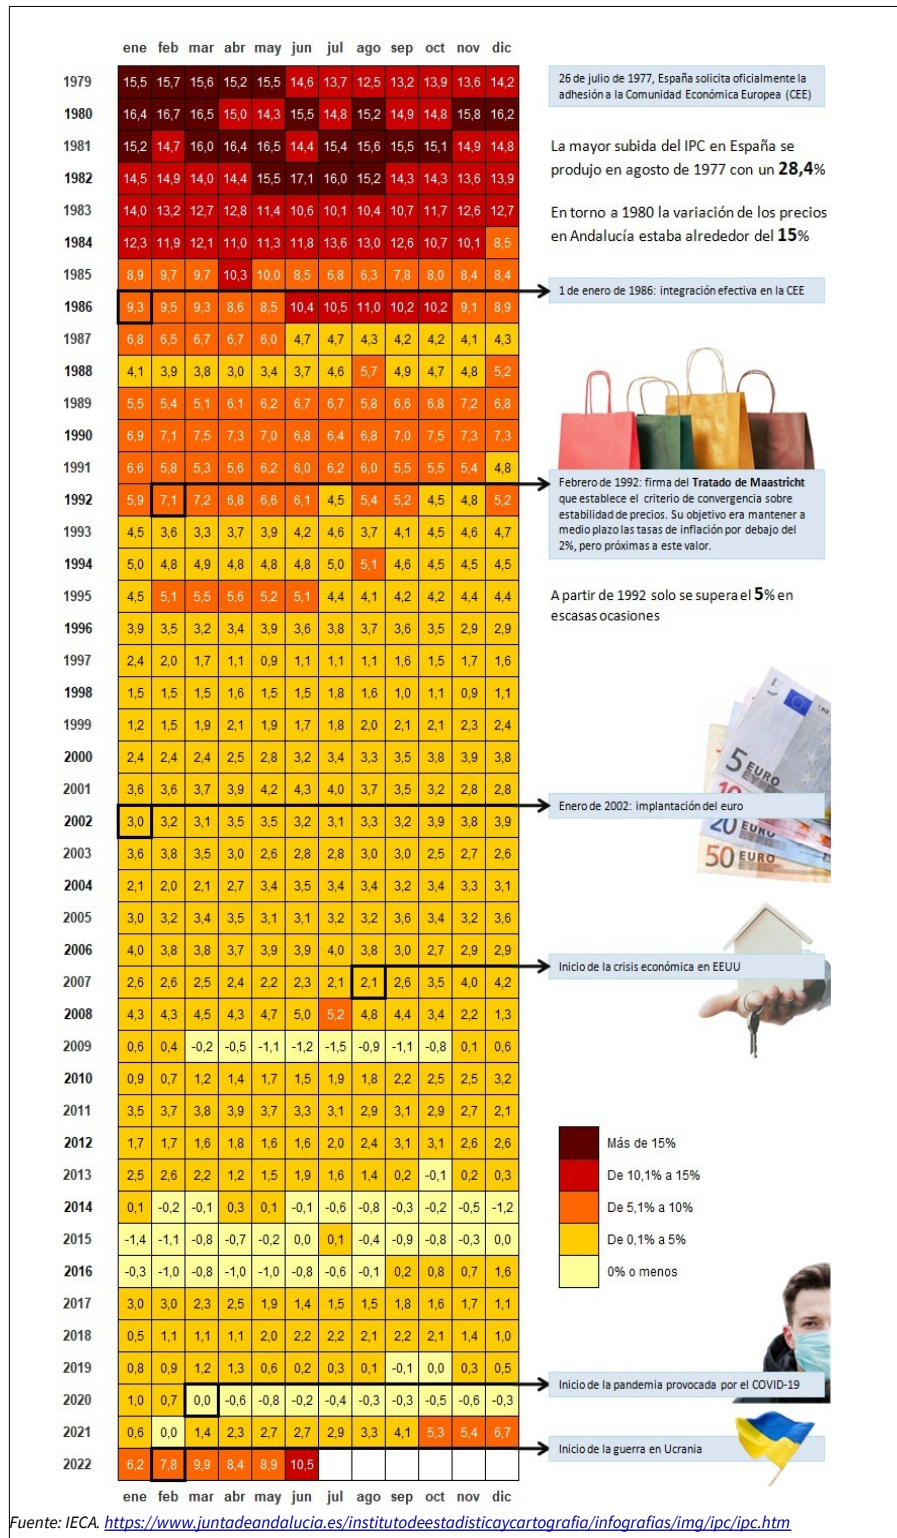 ene feb mar abr may jun jul ago sep oct nov dic
1979 15,5 15,7 15,6 15,2 15,5 14,6 13,7 12,5 13,2 13,9 13,6 14,2
26 de julio de 1977, España solicita oficialmente la
adhesión a la Comunidad Económica Europea (CEE)
1980 16,4 16,7 16,5 15,0 14,3 15,5 14,8 15,2 14,9 14,8 15,8 16,2
1981 15,2 14,7 16,0 16,4 16,5 14,4 15,4 15,6 15,5 15,1 14,9 14,8
La mayor subida del IPC en España se
produjo en agosto de 1977 con un 28,4%
1982 14,5 14,9 14,0 14,4 15,5 17,1 16,0 15,2 14,3 14,3 13,6 13,9
1983 14,0 13,2 12,7 12,8 11,4 10,6 10,1 10,4 10,7 11,7 12,6 12,7
En torno a 1980 la variación de los precios
en Andalucía estaba alrededor del 15%
1984 12,3 11,9 12,1 11,0 11,3 11,8 13,6 13,0 12,6 10,7 10,1 8,5
1985 8,9 9,7 9,7 10,3 10,0 8,5 6,8 6,3 7,8 8,0 8,4 8,4
1 de enero de 1986: integración efectiva en la CEE
1986 9,3 9,5 9,3 8,6 8,5 10,4 10,5 11,0 10,2 10,2 9,1 8,9
1987 6,8 6,5 6,7 6,7 6,0 4,7 4,7 4,3 4,2 4,2 4,1 4,3
1988 4,1 3,9 3,8 3,0 3,4 3,7 4,6 5,7 4,9 4,7 4,8 5,2
1989 5,5 5,4 5,1 6,1 6,2 6,7 6,7 5,8 6,6 6,8 7,2 6,8
1990 6,9 7,1 7,5 7,3 7,0 6,8 6,4 6,8 7,0 7,5 7,3 7,3
1991 6,6 5,8 5,3 5,6 6,2 6,0 6,2 6,0 5,5 5,5 5,4 4,8
Febrero de 1992: firma del Tratado de Maastricht
que establece el criterio de convergencia sobre
estabilidad de precios. Su objetivo era mantener a
medio plazo las tasas de inflación por debajo del
2%, pero próximas a este valor.
1992 5,9 7,1 7,2 6,8 6,6 6,1 4,5 5,4 5,2 4,5 4,8 5,2
1993 4,5 3,6 3,3 3,7 3,9 4,2 4,6 3,7 4,1 4,5 4,6 4,7
1994 5,0 4,8 4,9 4,8 4,8 4,8 5,0 5,1 4,6 4,5 4,5 4,5
1995 4,5 5,1 5,5 5,6 5,2 5,1 4,4 4,1 4,2 4,2 4,4 4,4
A partir de 1992 solo se supera el 5% en
escasas ocasiones
1996 3,9 3,5 3,2 3,4 3,9 3,6 3,8 3,7 3,6 3,5 2,9 2,9
1997 2,4 2,0 1,7 1,1 0,9 1,1 1,1 1,1 1,6 1,5 1,7 1,6
1998 1,5 1,5 1,5 1,6 1,5 1,5 1,8 1,6 1,0 1,1 0,9 1,1
1999 1,2 1,5 1,9 2,1 1,9 1,7 1,8 2,0 2,1 2,1 2,3 2,4
2000 2,4 2,4 2,4 2,5 2,8 3,2 3,4 3,3 3,5 3,8 3,9 3,8
5
5 EURO
2001 3,6 3,6 3,7 3,9 4,2 4,3 4,0 3,7 3,5 3,2 2,8 2,8
Enero de 2002: implantación del euro
2002 3,0 3,2 3,1 3,5 3,5 3,2 3,1 3,3 3,2 3,9 3,8 3,9
20 EURO
50 EURO
2003 3,6 3,8 3,5 3,0 2,6 2,8 2,8 3,0 3,0 2,5 2,7 2,6
2004 2,1 2,0 2,1 2,7 3,4 3,5 3,4 3,4 3,2 3,4 3,3 3,1
2005 3,0 3,2 3,4 3,5 3,1 3,1 3,2 3,2 3,6 3,4 3,2 3,6
2006 4,0 3,8 3,8 3,7 3,9 3,9 4,0 3,8 3,0 2,7 2,9 2,9
Inicio de la crisis económica en EEUU
2007 2,6 2,6 2,5 2,4 2,2 2,3 2,1 2,1 2,6 3,5 4,0 4,2
2008 4,3 4,3 4,5 4,3 4,7 5,0 5,2 4,8 4,4 3,4 2,2 1,3
2009 0,6 0,4 -0,2 -0,5 -1,1 -1,2 -1,5 -0,9 -1,1 -0,8 0,1 0,6
2010 0,9 0,7 1,2 1,4 1,7 1,5 1,9 1,8 2,2 2,5 2,5 3,2
2011 3,5 3,7 3,8 3,9 3,7 3,3 3,1 2,9 3,1 2,9 2,7 2,1
2012 1,7 1,7 1,6 1,8 1,6 1,6 2,0 2,4 3,1 3,1 2,6 2,6
Más de 15%
2013 2,5 2,6 2,2 1,2 1,5 1,9 1,6 1,4 0,2 -0,1 0,2 0,3
De 10,1% a 15%
2014 0,1 -0,2 -0,1 0,3 0,1 -0,1 -0,6 -0,8 -0,3 -0,2 -0,5 -1,2
De 5,1% a 10%
2015 -1,4 -1,1 -0,8 -0,7 -0,2 0,0 0,1 -0,4 -0,9 -0,8 -0,3 0,0
De 0,1% a 5%
2016 -0,3 -1,0 -0,8 -1,0 -1,0 -0,8 -0,6 -0,1 0,2 0,8 0,7 1,6
0% o menos
2017 3,0 3,0 2,3 2,5 1,9 1,4 1,5 1,5 1,8 1,6 1,7 1,1
2018 0,5 1,1 1,1 1,1 2,0 2,2 2,2 2,1 2,2 2,1 1,4 1,0
2019 0,8 0,9 1,2 1,3 0,6 0,2 0,3 0,1 -0,1 0,0 0,3 0,5
Inicio de la pandemia provocada por el COVID-19
2020 1,0 0,7 0,0 -0,6 -0,8 -0,2 -0,4 -0,3 -0,3 -0,5 -0,6 -0,3
2021 0,6 0,0 1,4 2,3 2,7 2,7 2,9 3,3 4,1 5,3 5,4 6,7
Inicio de la guerra en Ucrania
2022 6,2 7,8 9,9 8,4 8,9 10,5
ene feb mar abr may jun jul ago sep oct nov dic
Fuente: IECA. https://www.juntadeandalucia.es/institutodeestadisticaycartografia/infografias/img/ipc/ipc.htm